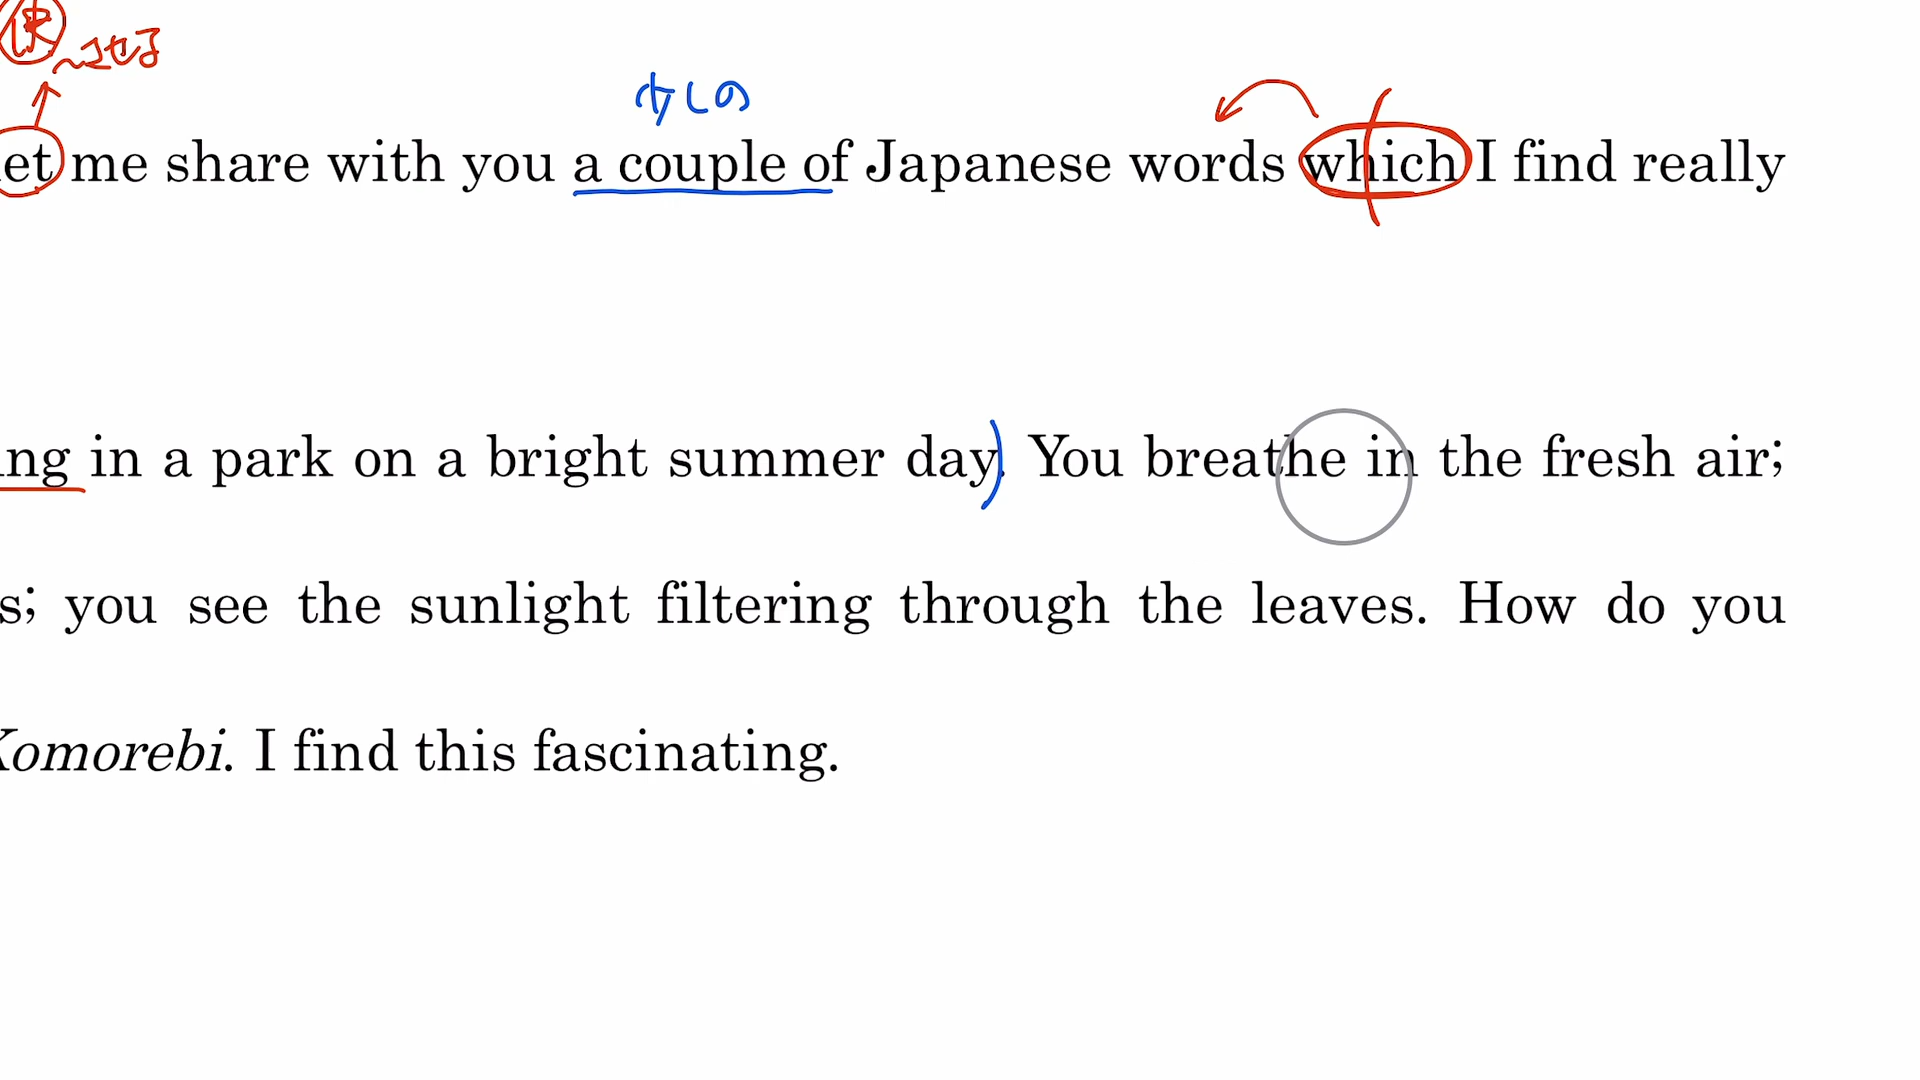 使
～させる
少しの
et me share with you a couple of Japanese words which I find really
ing in a park on a bright summer day. You breathe in the fresh air;
s; you see the sunlight filtering through the leaves. How do you
Komorebi. I find this fascinating.